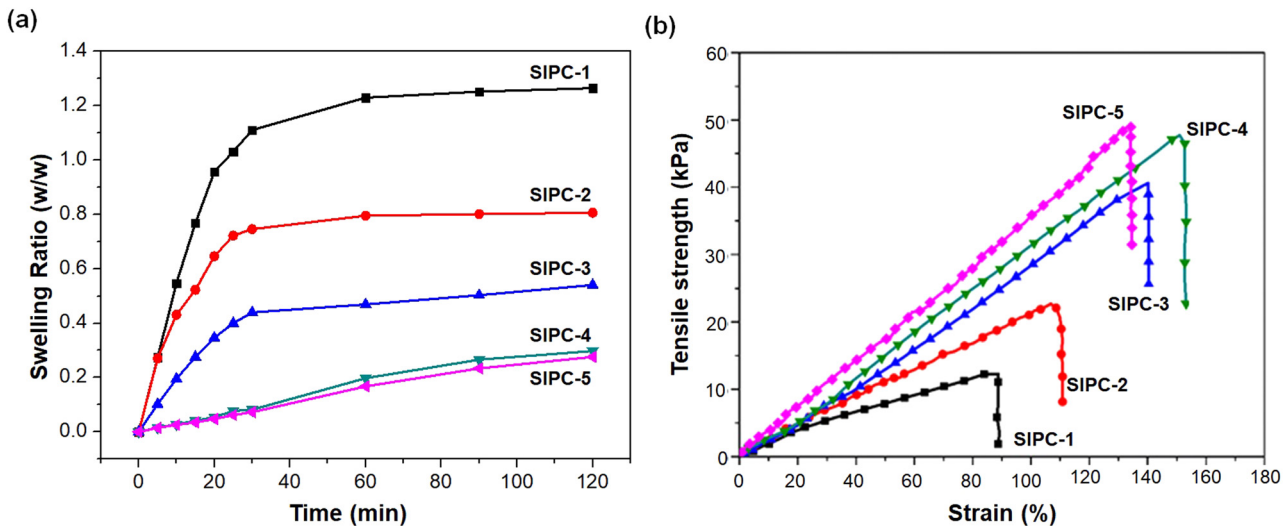 (a)
1.4
1.2
1.0
0.8
0.6
0.4
0.2
0.0
Swelling Ratio (w/w)
SIPC-1
SIPC-2
SIPC-3
SIPC-4
SIPC-5
0 20 40 60 80 100 120
Time (min)
(b)
60
50
40
30
20
10
0
Tensile strength (kPa)
SIPC-5
SIPC-4
SIPC-3
SIPC-2
SIPC-1
0 20 40 60 80 100 120 140 160 180
Strain (%)